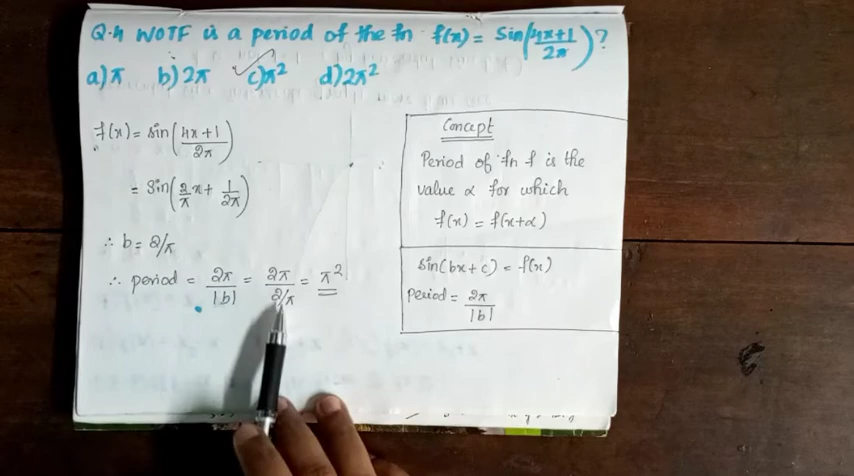 Q.4 WOTF is a period of the fn f(x) = Sin(4x+1/2π)?
a) π b) 2π c) π² d) 2π²
f(x) = sin(4x+1/2π)
= Sin(2/π x + 1/2π)
∴ b = 2/π
∴ period = 2π/|b| = 2π/2/π = π²
Concept
Period of fn f is the
value α for which
f(x) = f(x+α)
sin(bx+c) = f(x)
Period = 2π/|b|